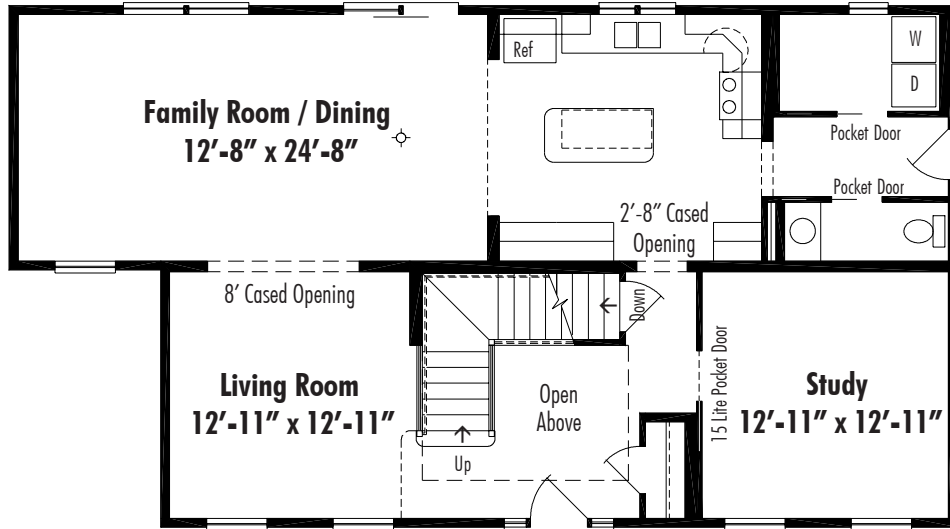 Ref
W
D
Family Room / Dining
12'-8" x 24'-8"
Pocket Door
Pocket Door
2'-8" Cased
Opening
8' Cased Opening
Down
15 Lite Pocket Door
Living Room
12'-11" x 12'-11"
Open
Above
Study
12'-11" x 12'-11"
Up